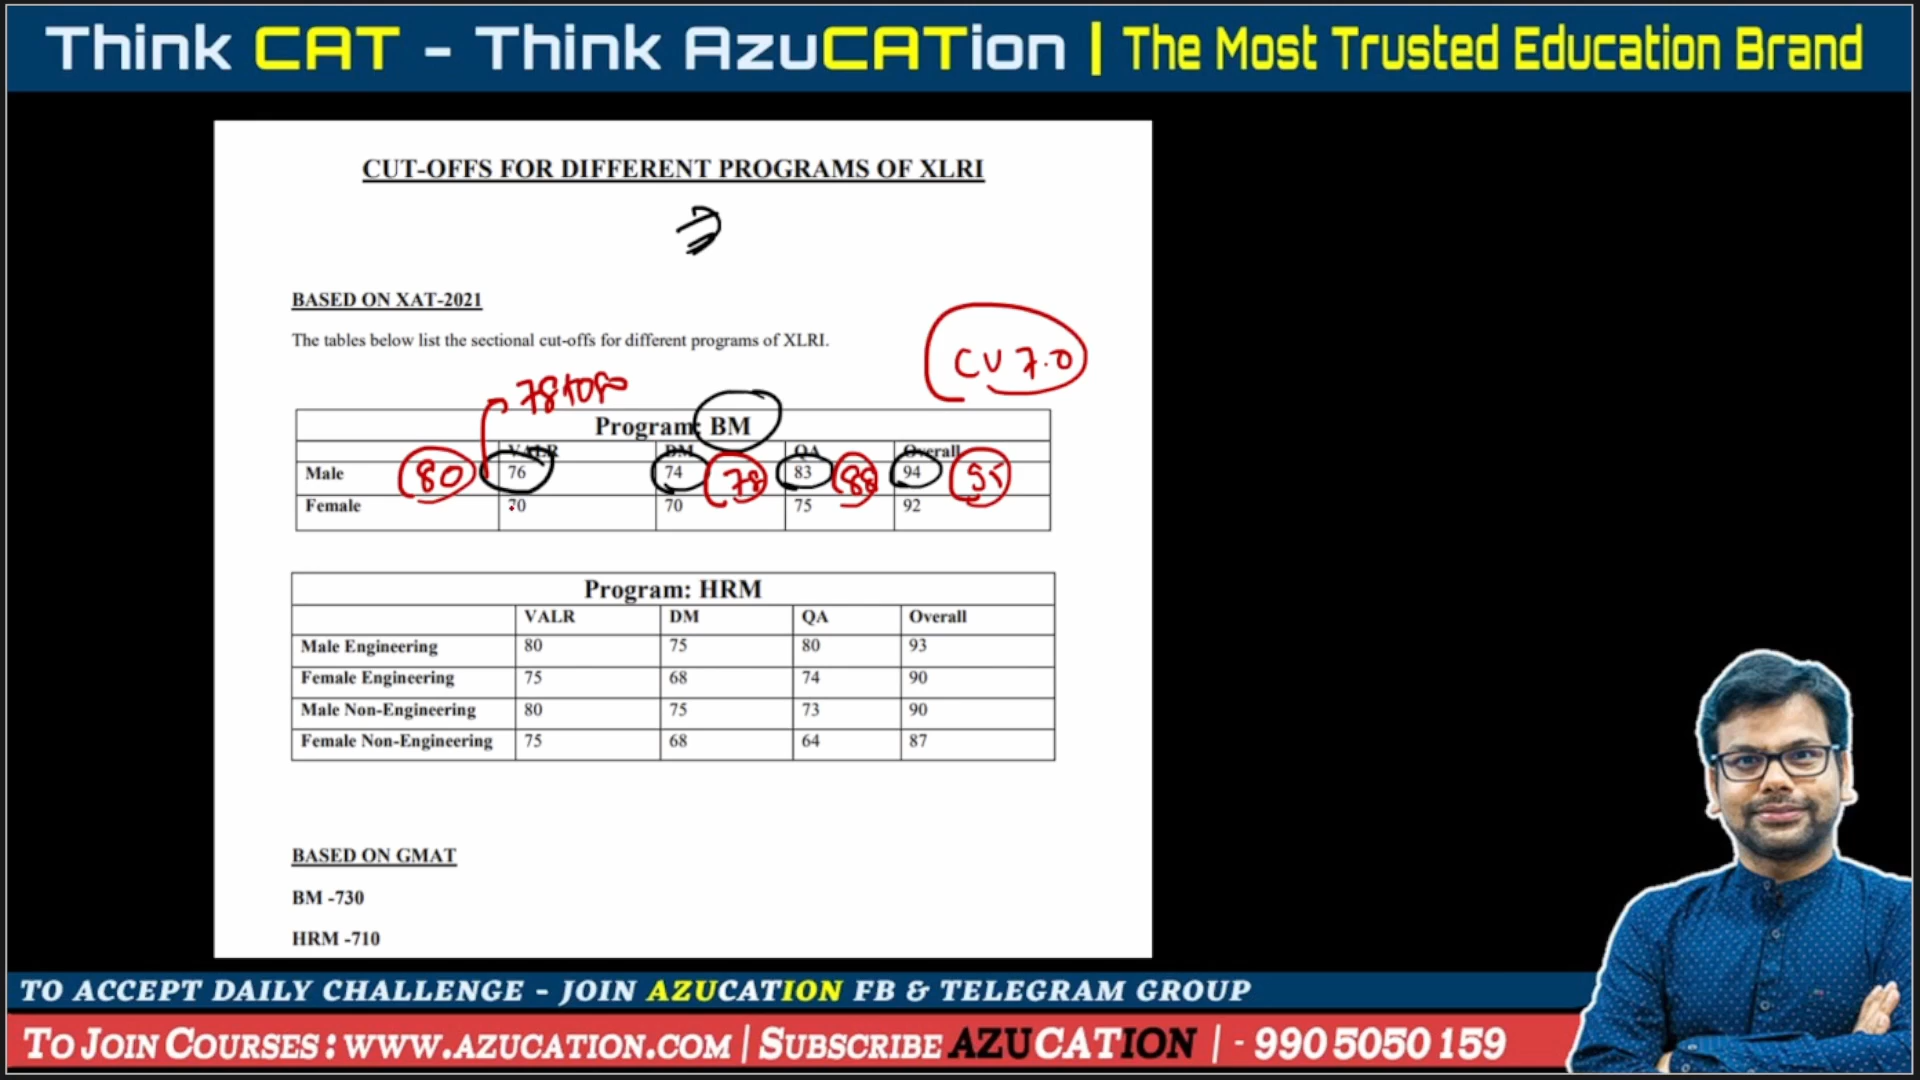 Think CAT - Think AzuCATion | The Most Trusted Education Brand
CUT-OFFS FOR DIFFERENT PROGRAMS OF XLRI
BASED ON XAT-2021
The tables below list the sectional cut-offs for different programs of XLRI.
CV 7.0
78 to 80
Program: BM
VALR DM QA Overall
Male 80 76 74 78 83 88 94 95
Female 70 70 75 92
Program: HRM
VALR DM QA Overall
Male Engineering 80 75 80 93
Female Engineering 75 68 74 90
Male Non-Engineering 80 75 73 90
Female Non-Engineering 75 68 64 87
BASED ON GMAT
BM -730
HRM -710
TO ACCEPT DAILY CHALLENGE - JOIN AZUCATION FB & TELEGRAM GROUP
TO JOIN COURSES : WWW.AZUCATION.COM | SUBSCRIBE AZUCATION | - 990 5050 159